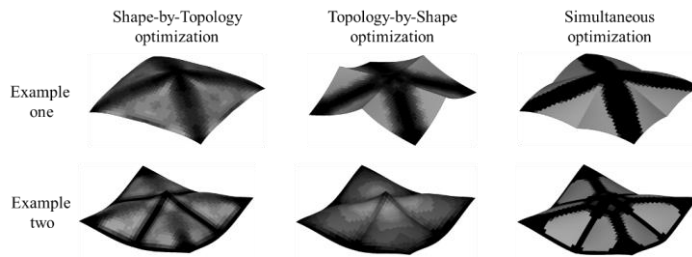 Shape-by-Topology
optimization
Topology-by-Shape
optimization
Simultaneous
optimization
Example
one
Example
two